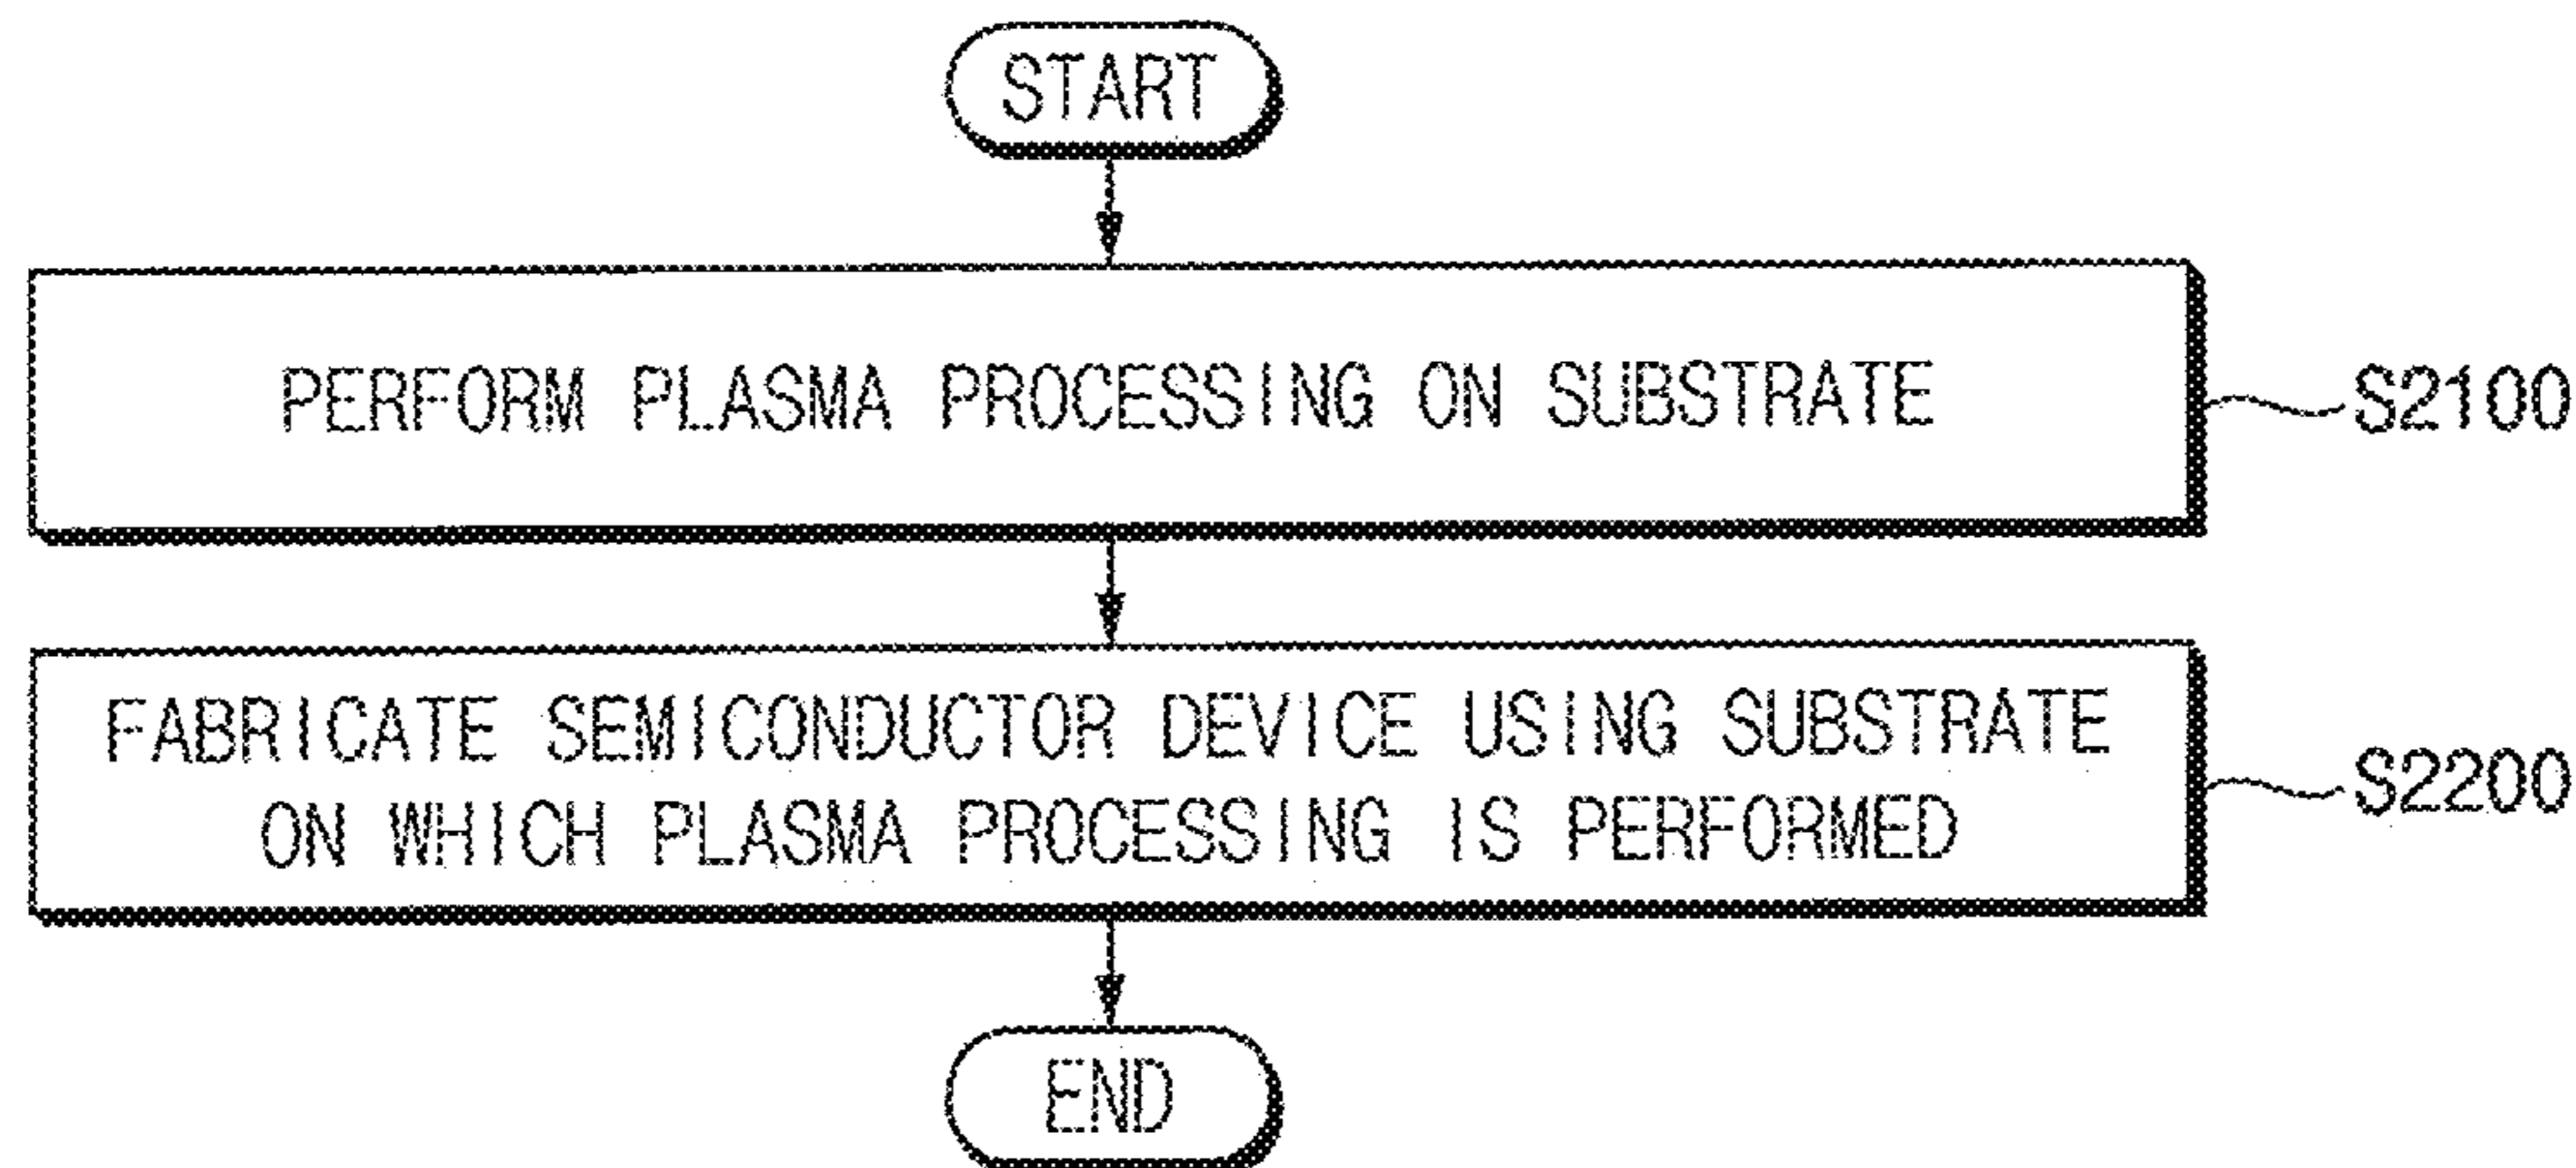 START
PERFORM PLASMA PROCESSING ON SUBSTRATE
S2100
FABRICATE SEMICONDUCTOR DEVICE USING SUBSTRATE
ON WHICH PLASMA PROCESSING IS PERFORMED
S2200
END